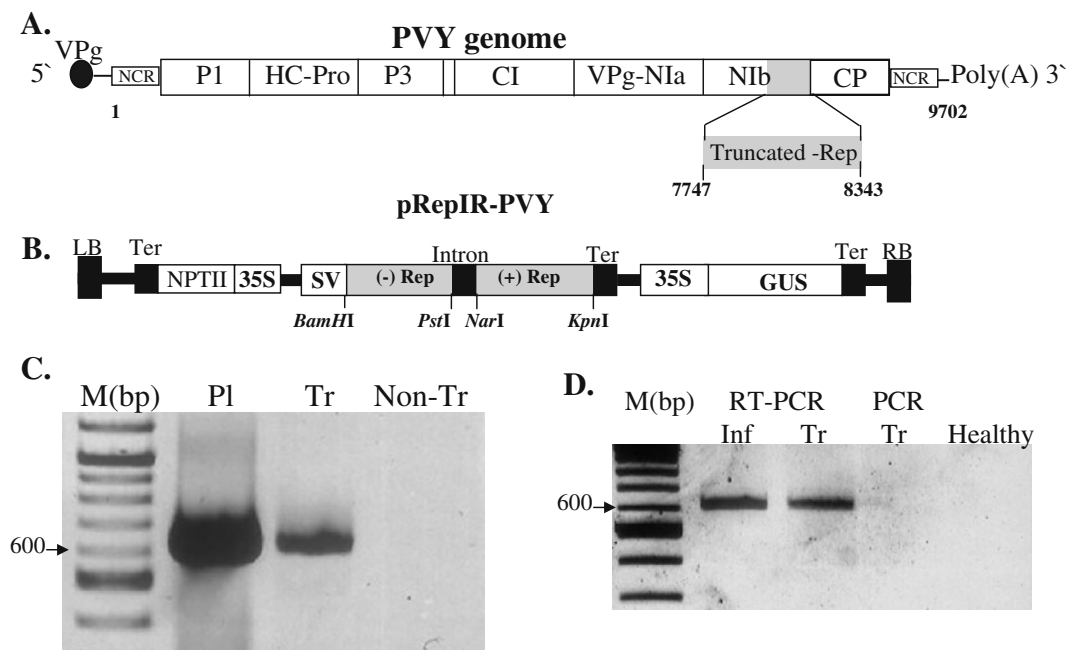 A.
PVY genome
VPg
5` NCR P1 HC-Pro P3 CI VPg-NIa NIb CP NCR Poly(A) 3`
1 9702
Truncated -Rep
7747 8343
pRepIR-PVY
B.
LB Ter Intron Ter Ter RB
NPTII 35S SV (-) Rep (+) Rep 35S GUS
BamHI PstI NarI KpnI
C.
M(bp) Pl Tr Non-Tr
600
D.
M(bp) RT-PCR PCR
Inf Tr Tr Healthy
600